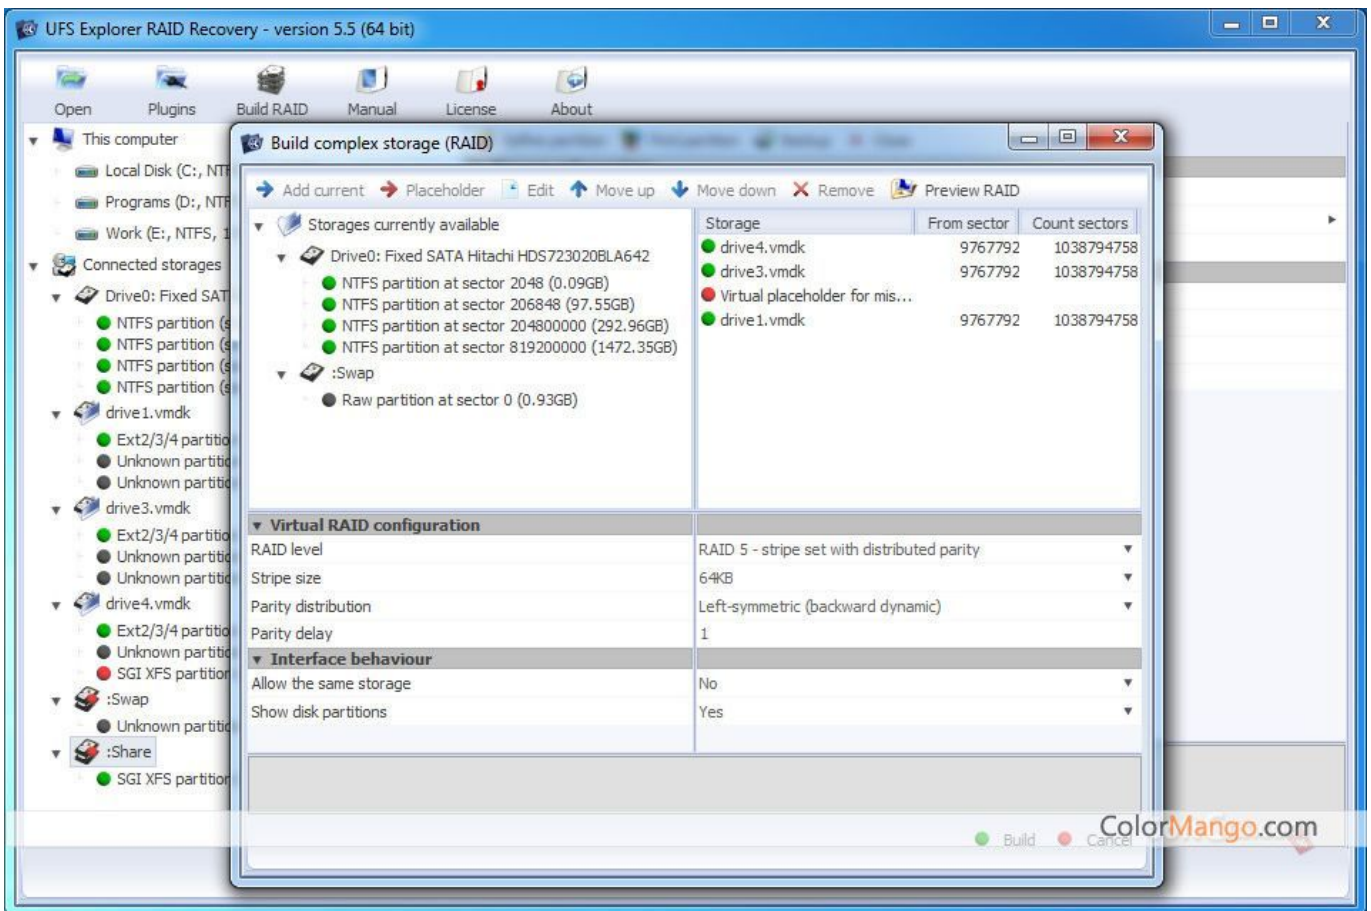 UFS Explorer RAID Recovery - version 5.5 (64 bit)
Open Plugins Build RAID Manual License About
This computer
Local Disk (C:, NTF
Programs (D:, NTF
Work (E:, NTFS, 1
Connected storages
Drive0: Fixed SAT
NTFS partition (s
NTFS partition (s
NTFS partition (s
NTFS partition (s
drive1.vmdk
Ext2/3/4 partitio
Unknown partitio
Unknown partitio
drive3.vmdk
Ext2/3/4 partitio
Unknown partitio
Unknown partitio
drive4.vmdk
Ext2/3/4 partitio
Unknown partitio
SGI XFS partition
:Swap
Unknown partitio
:Share
SGI XFS partition
Build complex storage (RAID)
Add current Placeholder Edit Move up Move down Remove Preview RAID
Storages currently available
Drive0: Fixed SATA Hitachi HDS723020BLA642
NTFS partition at sector 2048 (0.09GB)
NTFS partition at sector 206848 (97.55GB)
NTFS partition at sector 204800000 (292.96GB)
NTFS partition at sector 819200000 (1472.35GB)
:Swap
Raw partition at sector 0 (0.93GB)
Storage From sector Count sectors
drive4.vmdk 9767792 1038794758
drive3.vmdk 9767792 1038794758
Virtual placeholder for mis...
drive1.vmdk 9767792 1038794758
Virtual RAID configuration
RAID level RAID 5 - stripe set with distributed parity
Stripe size 64KB
Parity distribution Left-symmetric (backward dynamic)
Parity delay 1
Interface behaviour
Allow the same storage No
Show disk partitions Yes
Build Cancel
ColorMango.com